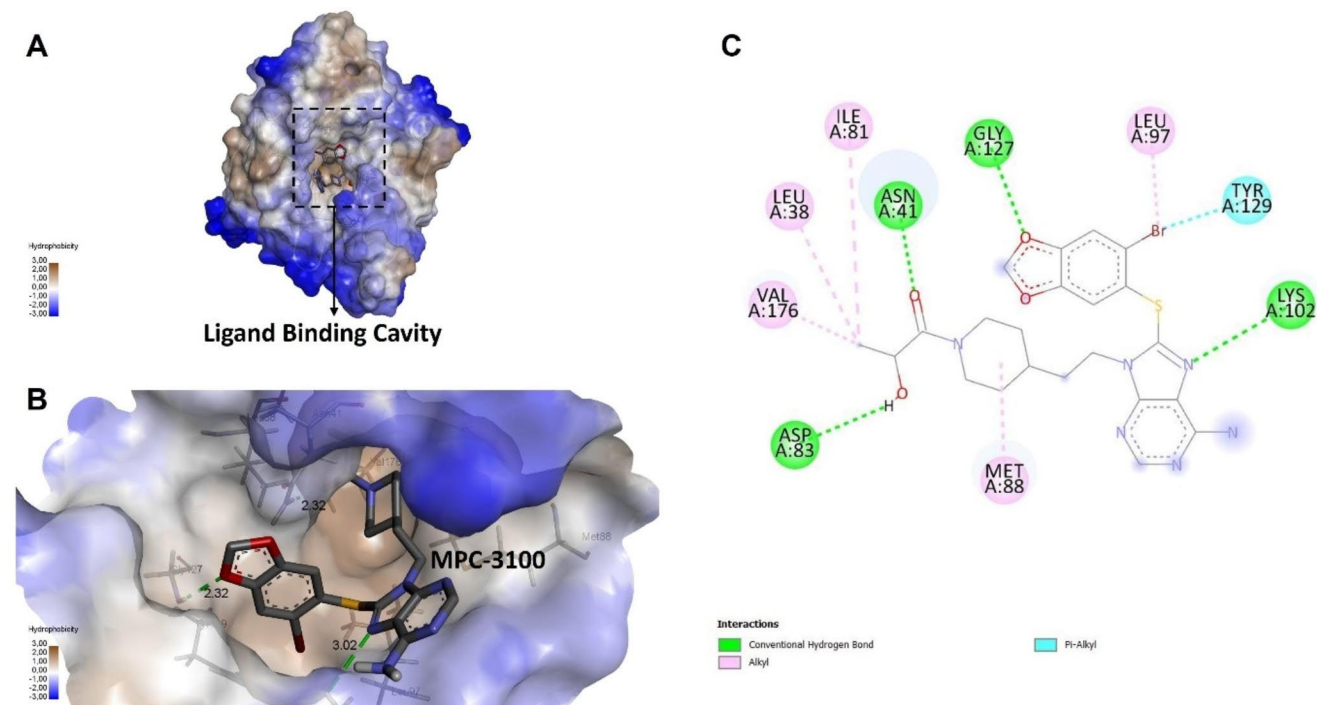 A
Hydrophobicity
3,00
2,00
1,00
0,00
-1,00
-2,00
-3,00
Ligand Binding Cavity
B
2.32
2.32
3.02
Met88
MPC-3100
Hydrophobicity
3,00
2,00
1,00
0,00
-1,00
-2,00
-3,00
C
ILE
A:81
GLY
A:127
LEU
A:97
LEU
A:38
ASN
A:41
TYR
A:129
Br
O
O
S
VAL
A:176
LYS
A:102
O
N
N
N
O
H
N
N
N
ASP
A:83
MET
A:88
Interactions
Conventional Hydrogen Bond
Alkyl
Pi-Alkyl